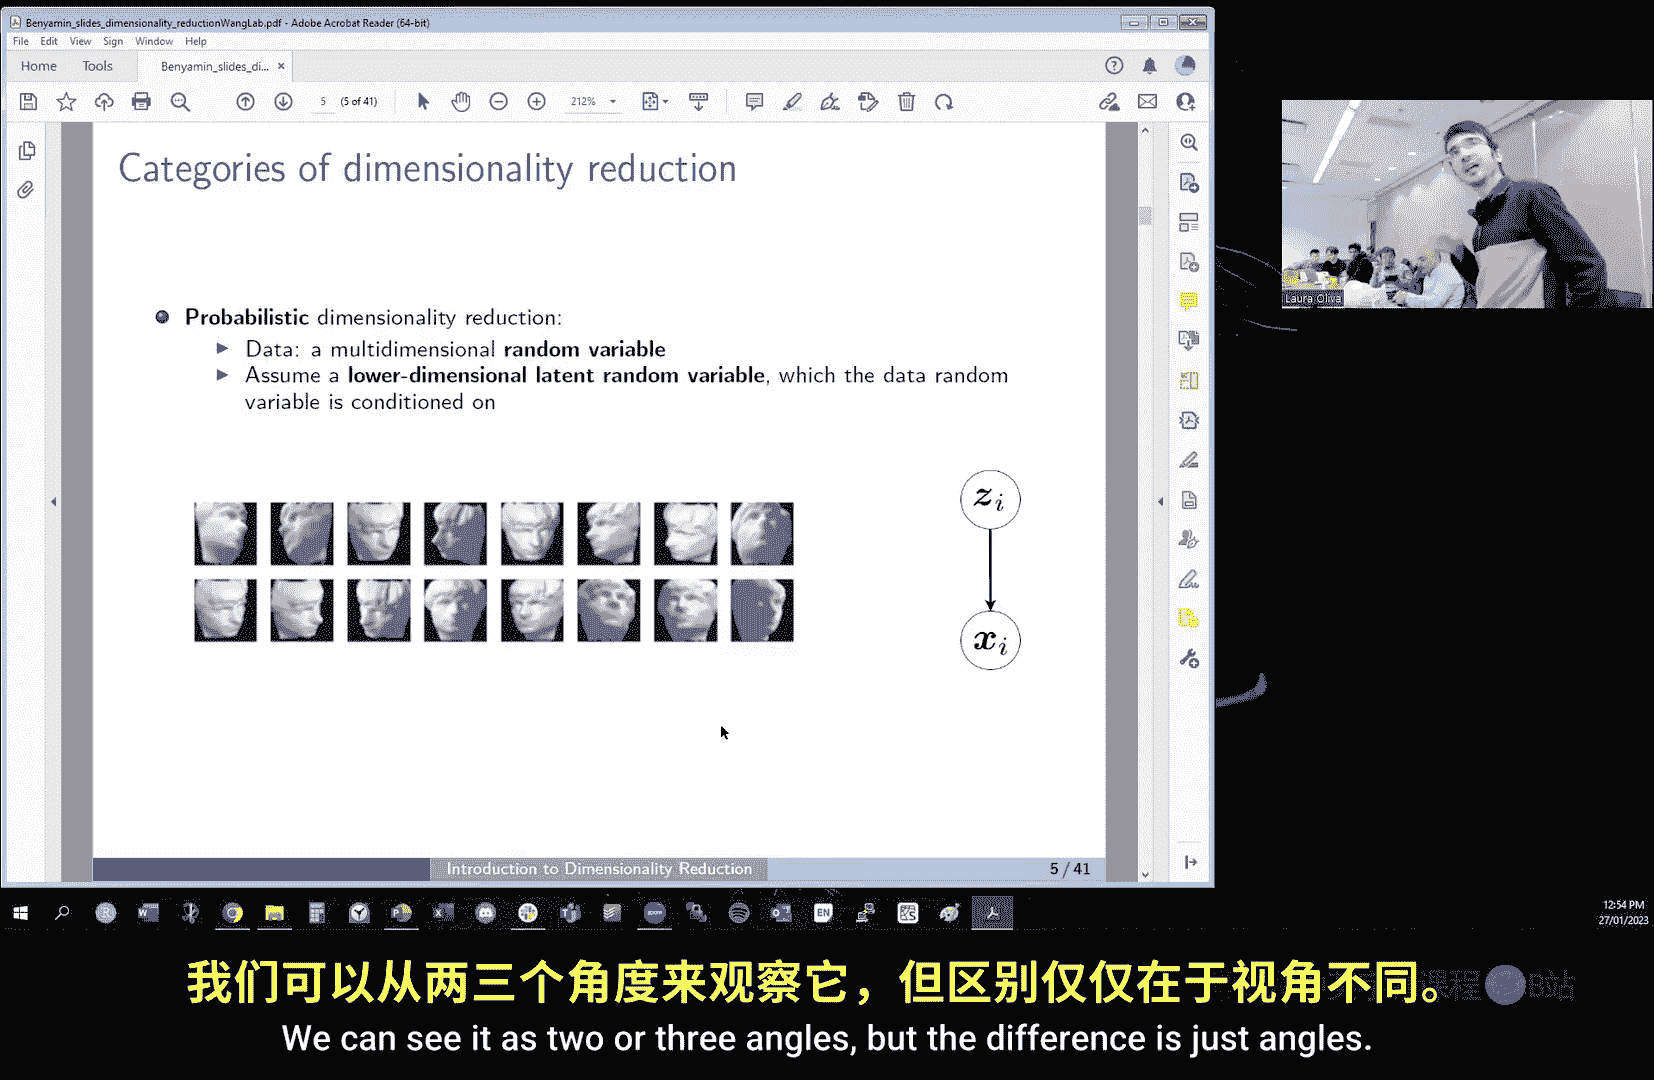 Benyamin_slides_dimensionality_reductionWangLab.pdf - Adobe Acrobat Reader (64-bit)
File Edit View Sign Window Help
Home Tools Benyamin_slides_di... ×
5 (5 of 41) 212%
Categories of dimensionality reduction
Probabilistic dimensionality reduction:
Data: a multidimensional random variable
Assume a lower-dimensional latent random variable, which the data random
variable is conditioned on
z_i
x_i
Introduction to Dimensionality Reduction 5 / 41
Laura Oliva
EN
12:54 PM
27/01/2023
我们可以从两三个角度来观察它，但区别仅仅在于视角不同。
We can see it as two or three angles, but the difference is just angles.